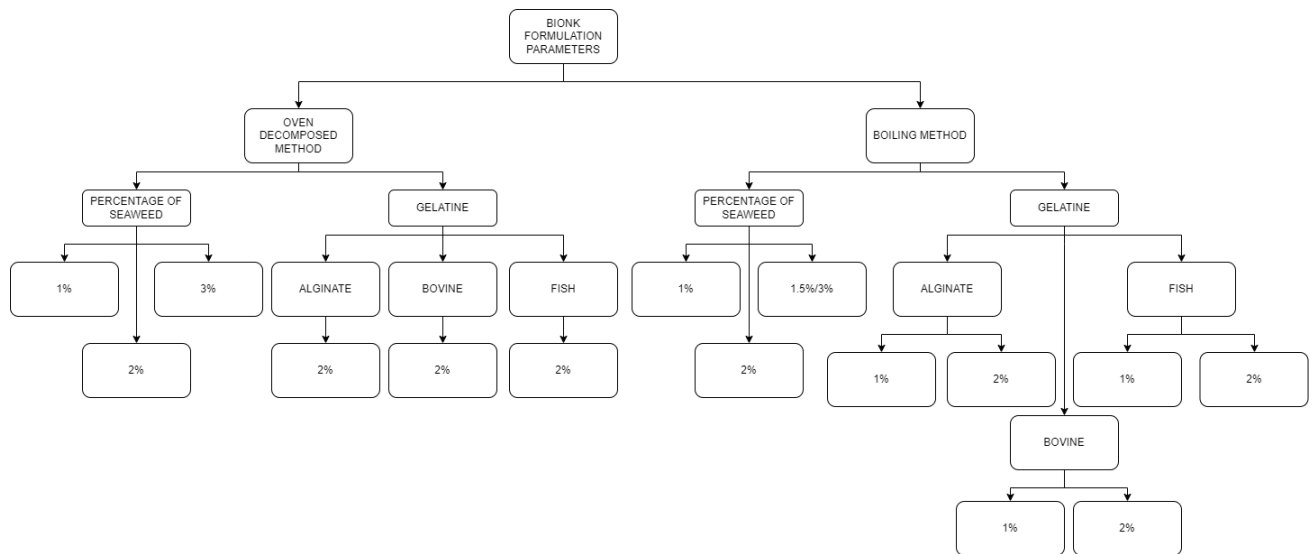 BIONK
FORMULATION
PARAMETERS
OVEN
DECOMPOSED
METHOD
BOILING METHOD
PERCENTAGE OF
SEAWEED
GELATINE
PERCENTAGE OF
SEAWEED
GELATINE
1%
3%
ALGINATE
BOVINE
FISH
1%
1.5%/3%
ALGINATE
FISH
2%
2%
2%
2%
2%
1%
2%
1%
2%
BOVINE
1%
2%